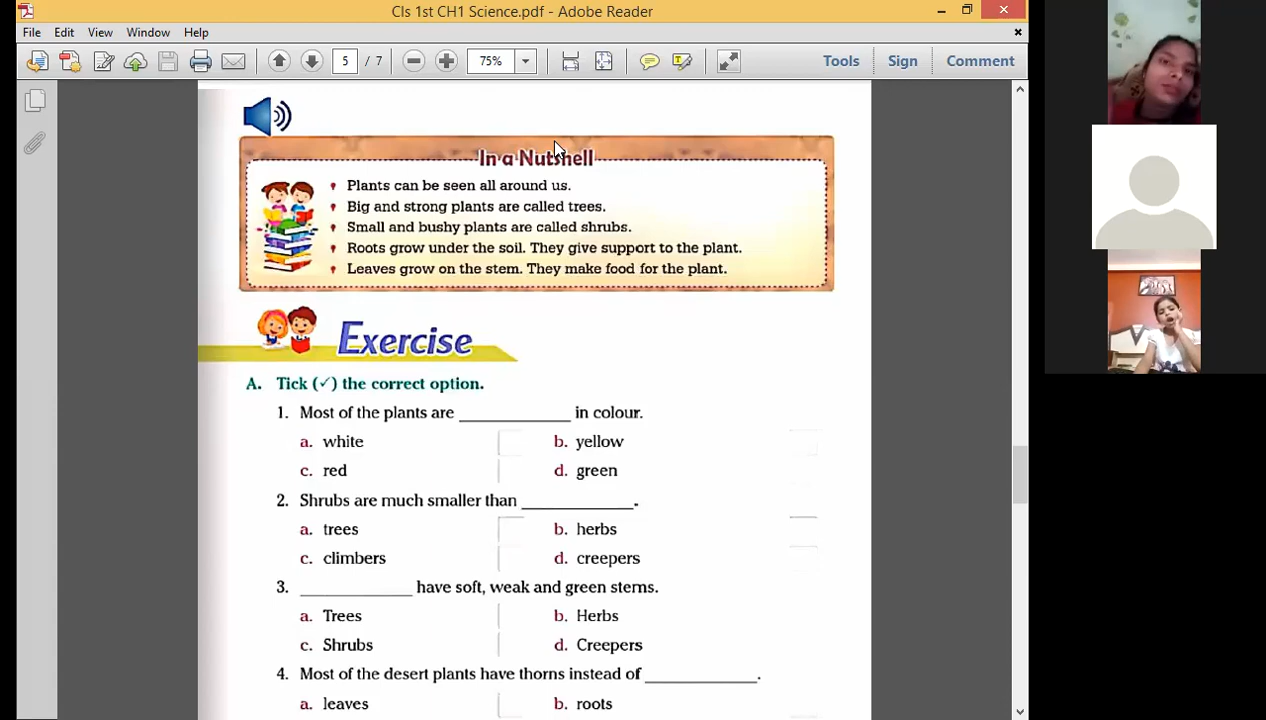 Cls 1st CH1 Science.pdf - Adobe Reader
File Edit View Window Help
5 / 7 75% Tools Sign Comment
In a Nutshell
Plants can be seen all around us.
Big and strong plants are called trees.
Small and bushy plants are called shrubs.
Roots grow under the soil. They give support to the plant.
Leaves grow on the stem. They make food for the plant.
Exercise
A. Tick (✓) the correct option.
1. Most of the plants are ____________ in colour.
a. white b. yellow
c. red d. green
2. Shrubs are much smaller than ____________.
a. trees b. herbs
c. climbers d. creepers
3. ____________ have soft, weak and green stems.
a. Trees b. Herbs
c. Shrubs d. Creepers
4. Most of the desert plants have thorns instead of ____________.
a. leaves b. roots